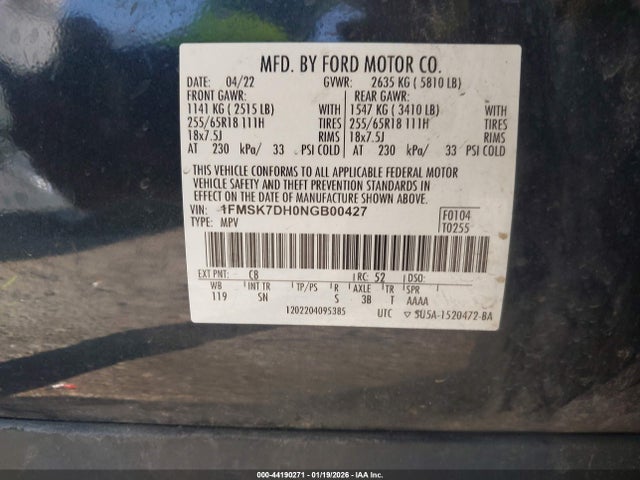 MFD. BY FORD MOTOR CO.
DATE: 04/22 GVWR: 2635 KG ( 5810 LB)
FRONT GAWR: REAR GAWR:
1141 KG ( 2515 LB) WITH 1547 KG ( 3410 LB) WITH
255/65R18 111H TIRES 255/65R18 111H TIRES
18x7.5J RIMS 18x7.5J RIMS
AT 230 kPa/ 33 PSI COLD AT 230 kPa/ 33 PSI COLD
THIS VEHICLE CONFORMS TO ALL APPLICABLE FEDERAL MOTOR
VEHICLE SAFETY AND THEFT PREVENTION STANDARDS IN
EFFECT ON THE DATE OF MANUFACTURE SHOWN ABOVE.
VIN: 1FMSK7DH0NGB00427 F0104
TYPE: MPV T0255
EXT PNT: CB RC: 52 DSO:
WB INT TR TP/PS R AXLE TR SPR
119 SN S 3B T AAAA
1202204095385 UTC ▽ 5U5A-1520472-BA
000-44190271 - 01/19/2026 - IAA Inc.